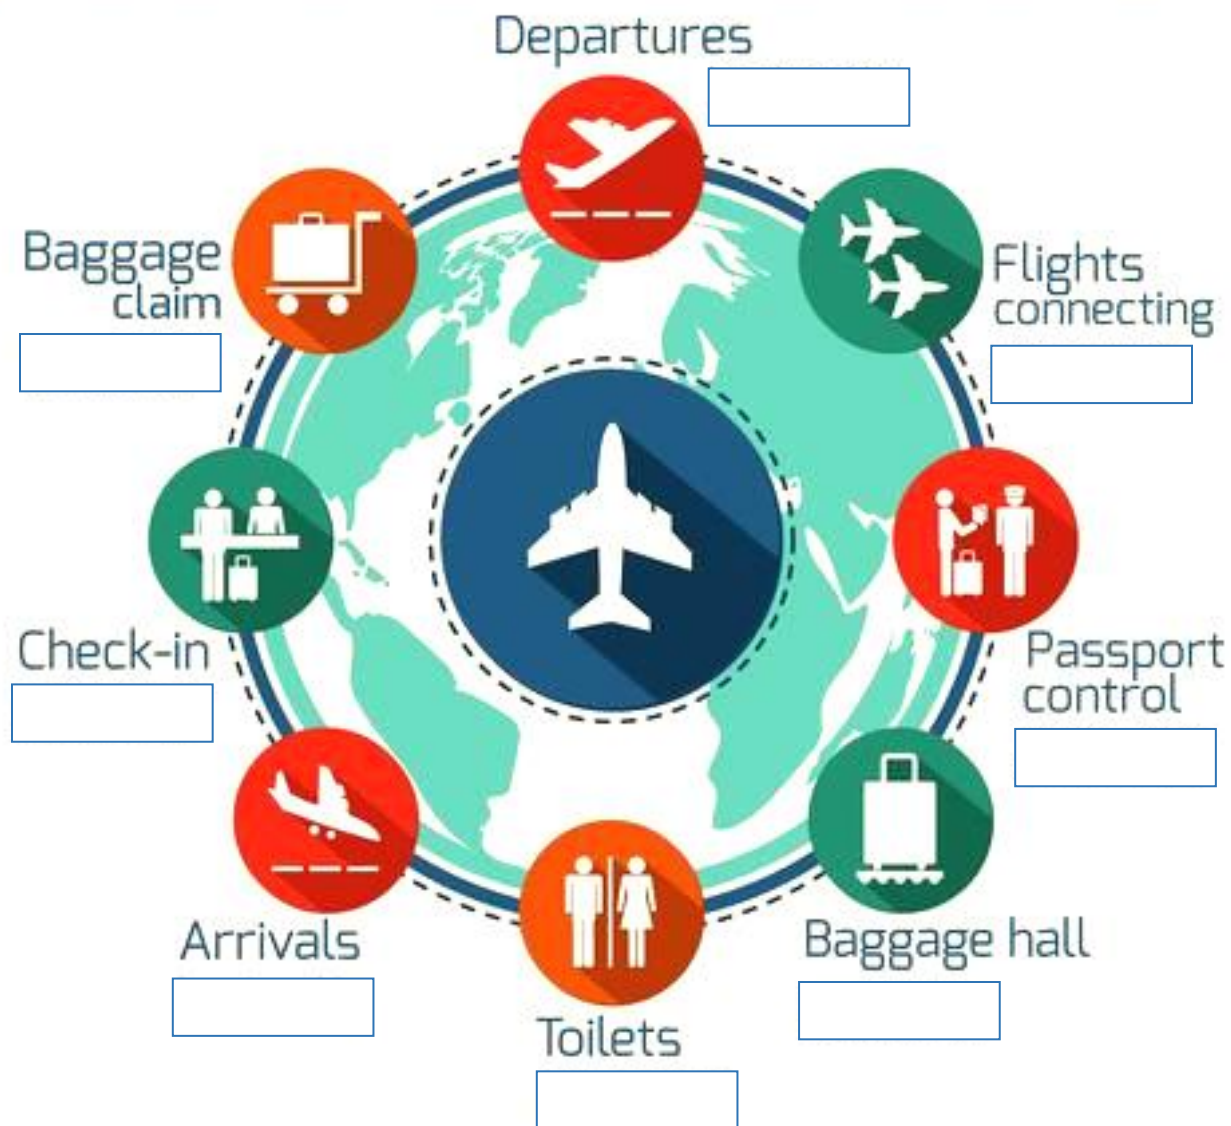 Departures
Baggage
claim
Flights
connecting
Check-in
Passport
control
Arrivals
Baggage hall
Toilets